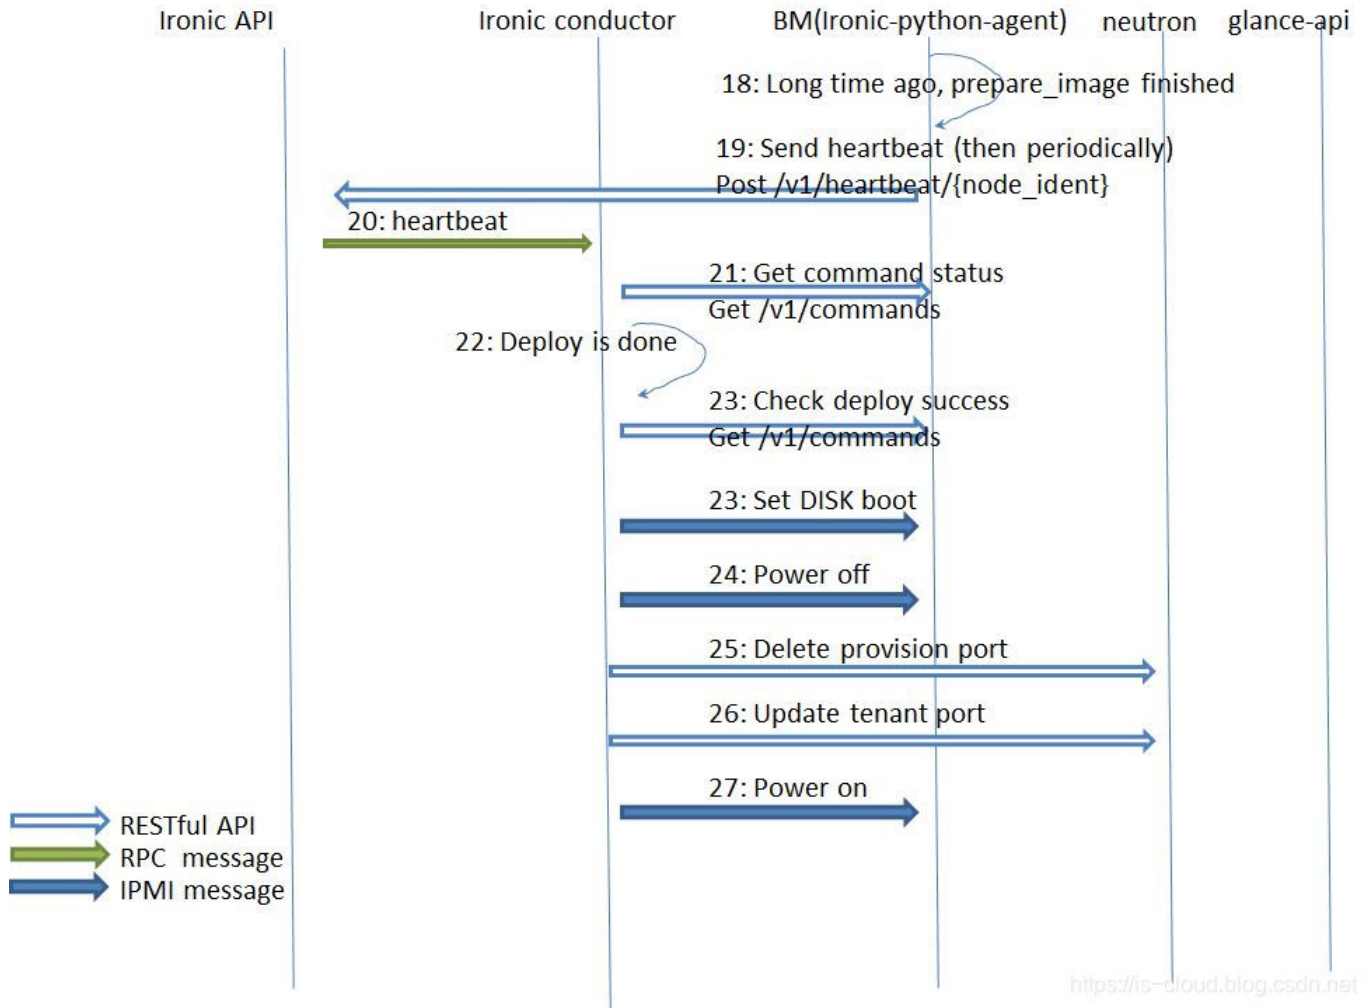 Ironic API
Ironic conductor
BM(Ironic-python-agent)
neutron
glance-api
18: Long time ago, prepare_image finished
19: Send heartbeat (then periodically)
Post /v1/heartbeat/{node_ident}
20: heartbeat
21: Get command status
Get /v1/commands
22: Deploy is done
23: Check deploy success
Get /v1/commands
23: Set DISK boot
24: Power off
25: Delete provision port
26: Update tenant port
27: Power on
RESTful API
RPC message
IPMI message
https://is-cloud.blog.csdn.net